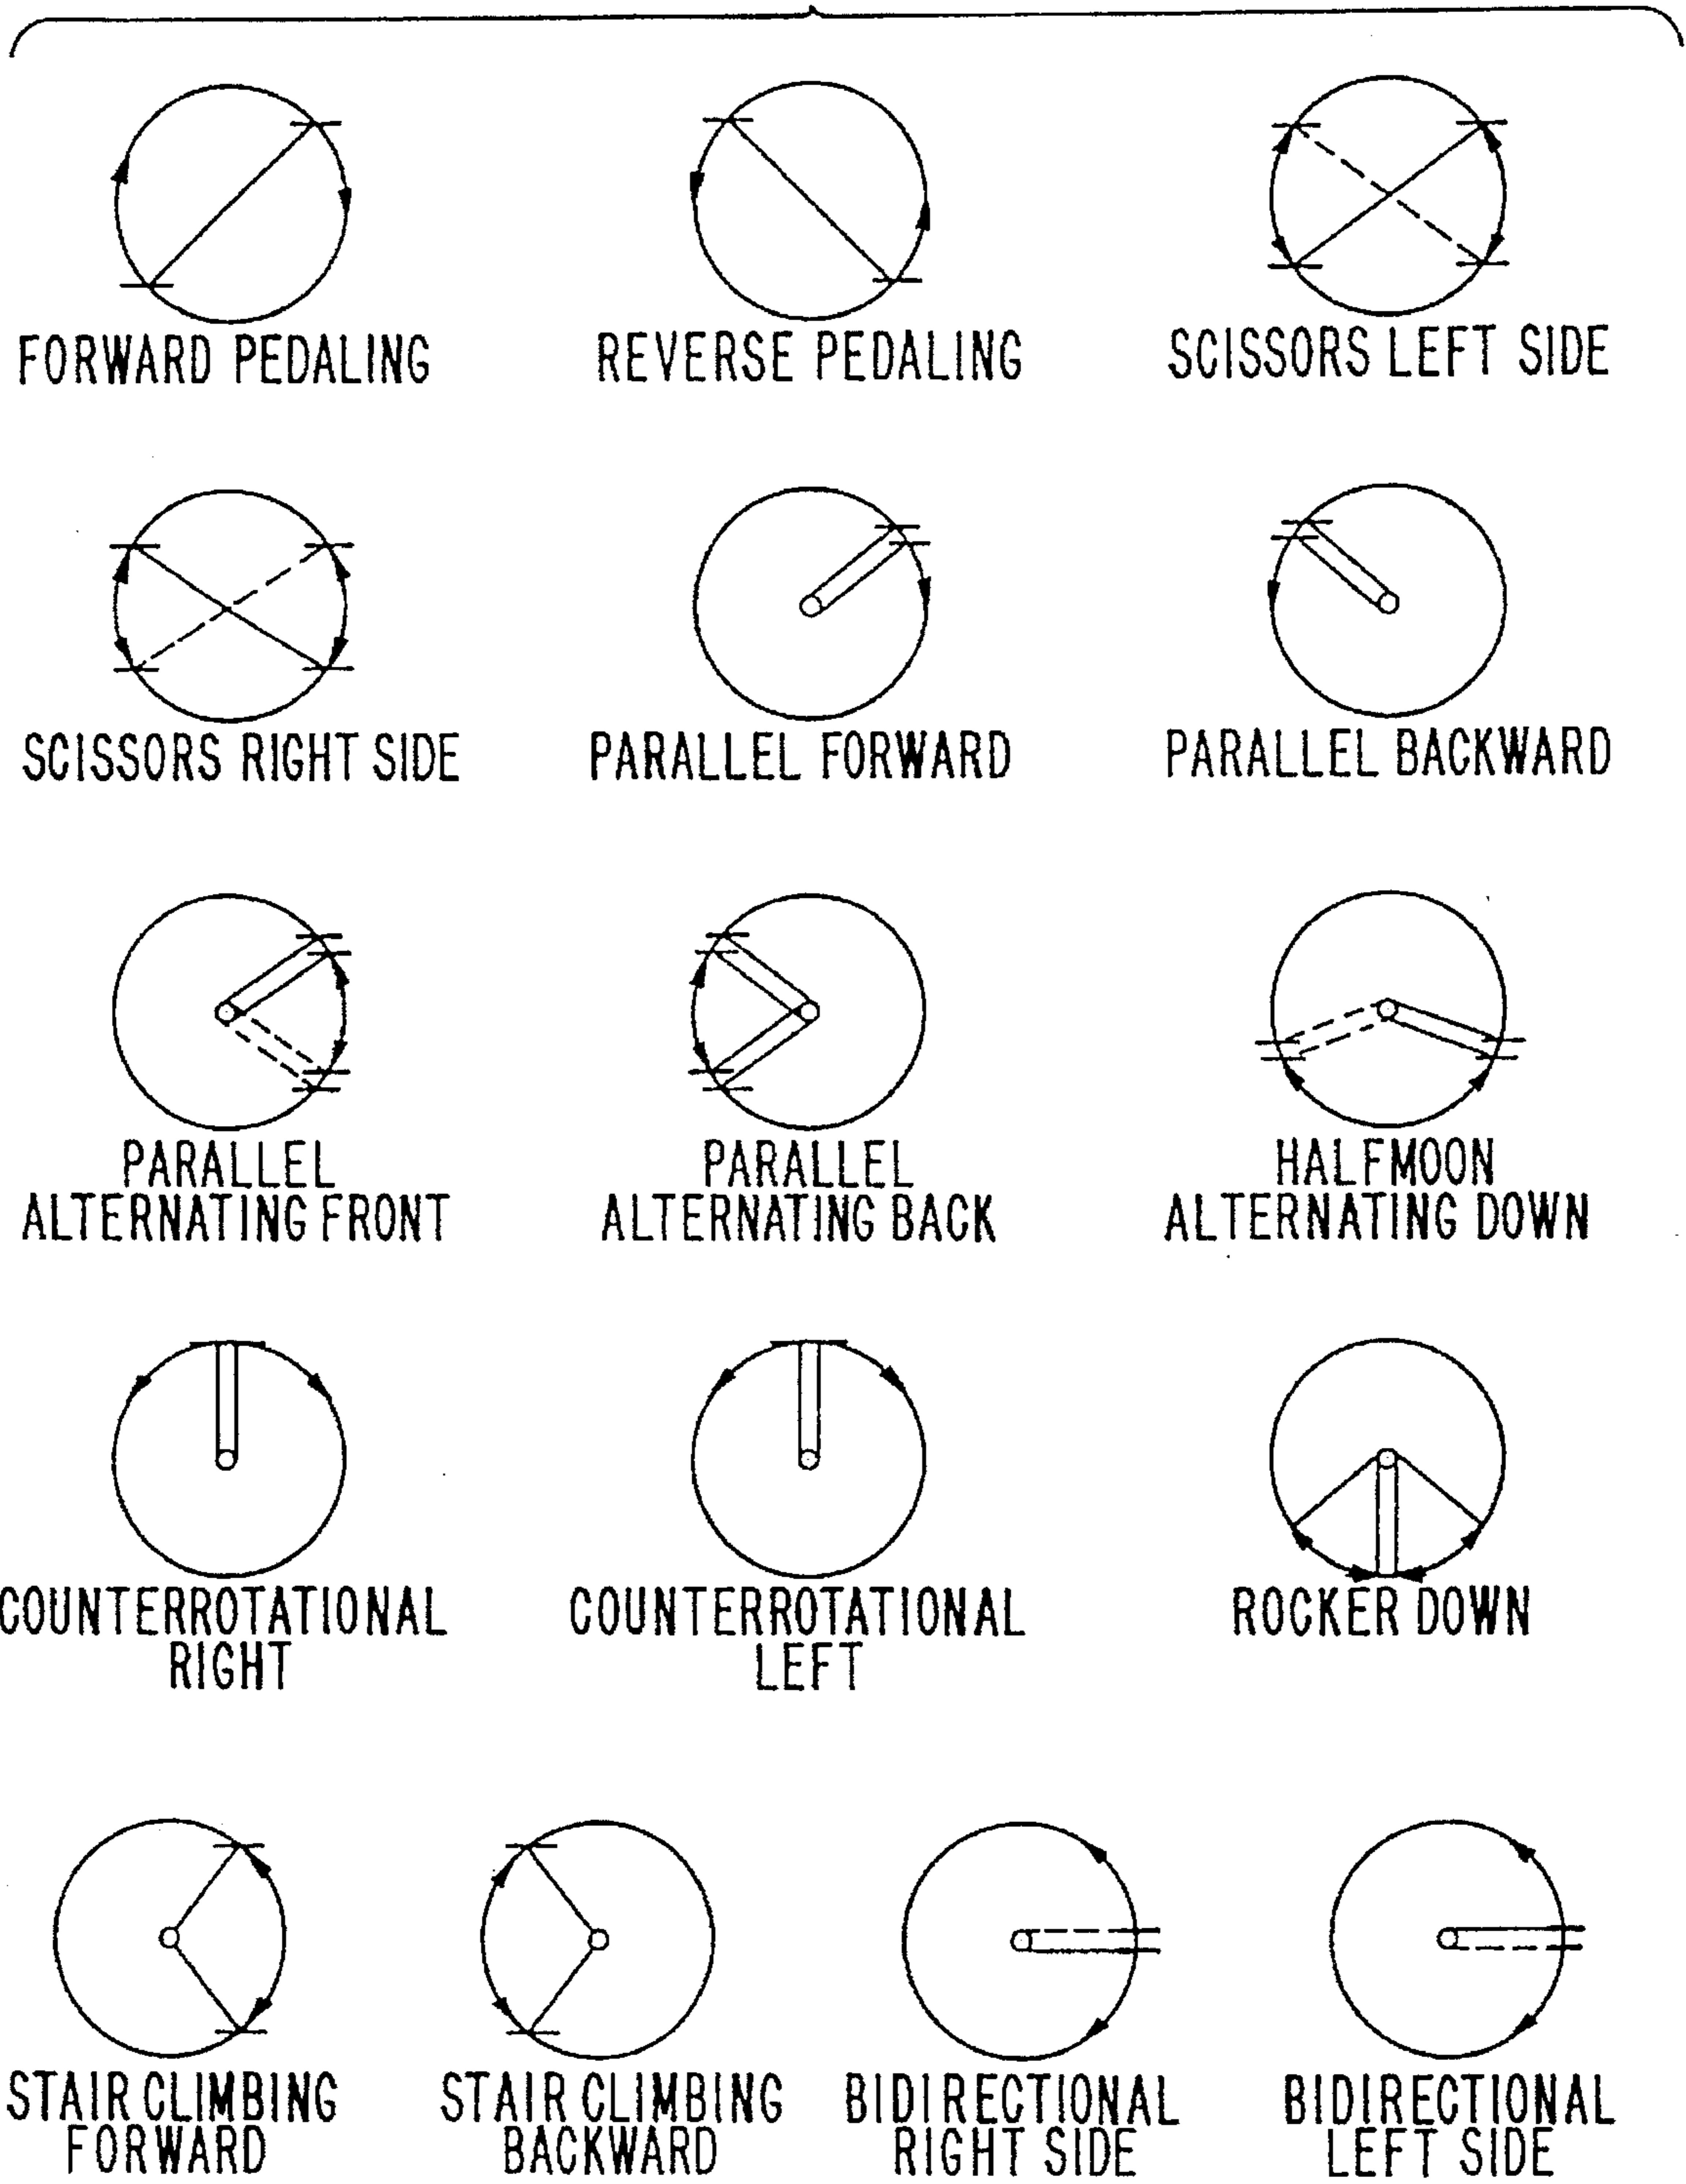 FORWARD PEDALING
REVERSE PEDALING
SCISSORS LEFT SIDE
SCISSORS RIGHT SIDE
PARALLEL FORWARD
PARALLEL BACKWARD
PARALLEL
ALTERNATING FRONT
PARALLEL
ALTERNATING BACK
HALFMOON
ALTERNATING DOWN
COUNTERROTATIONAL
RIGHT
COUNTERROTATIONAL
LEFT
ROCKER DOWN
STAIR CLIMBING
FORWARD
STAIR CLIMBING
BACKWARD
BIDIRECTIONAL
RIGHT SIDE
BIDIRECTIONAL
LEFT SIDE